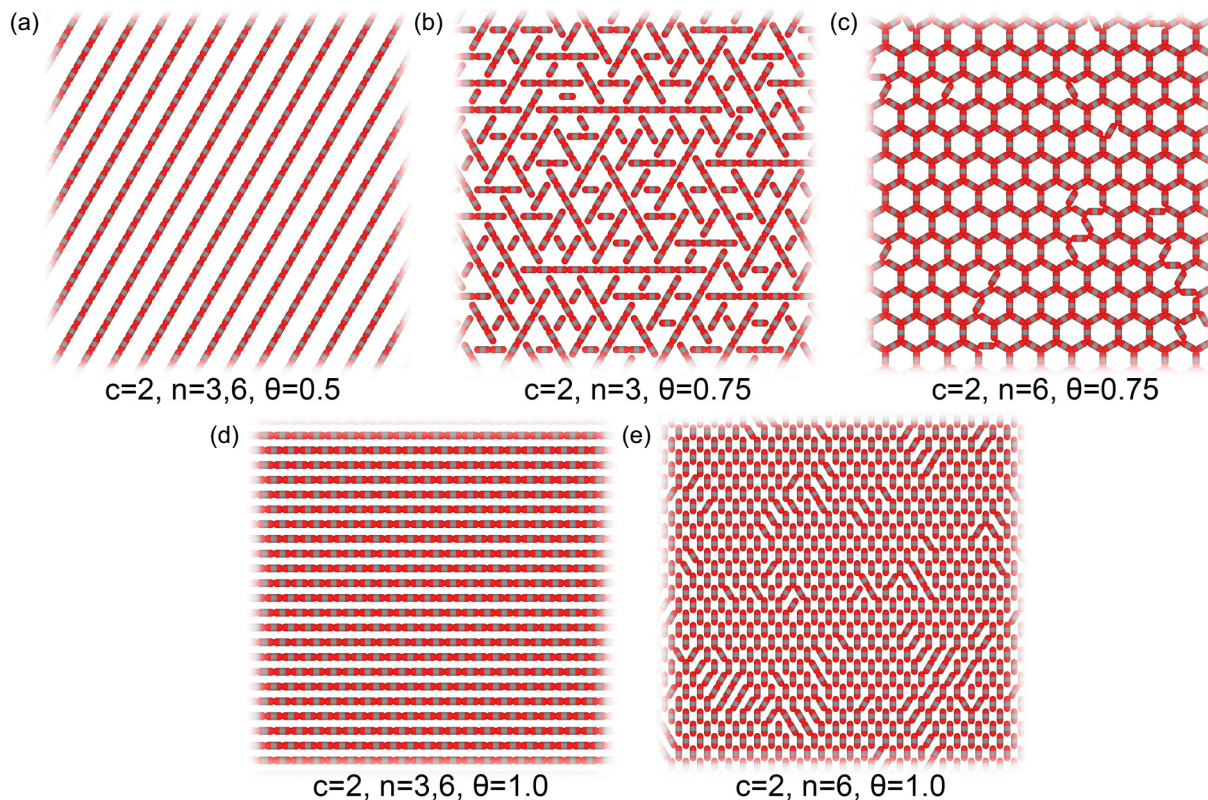 (a)
(b)
(c)
c=2, n=3,6, θ=0.5
c=2, n=3, θ=0.75
c=2, n=6, θ=0.75
(d)
(e)
c=2, n=3,6, θ=1.0
c=2, n=6, θ=1.0